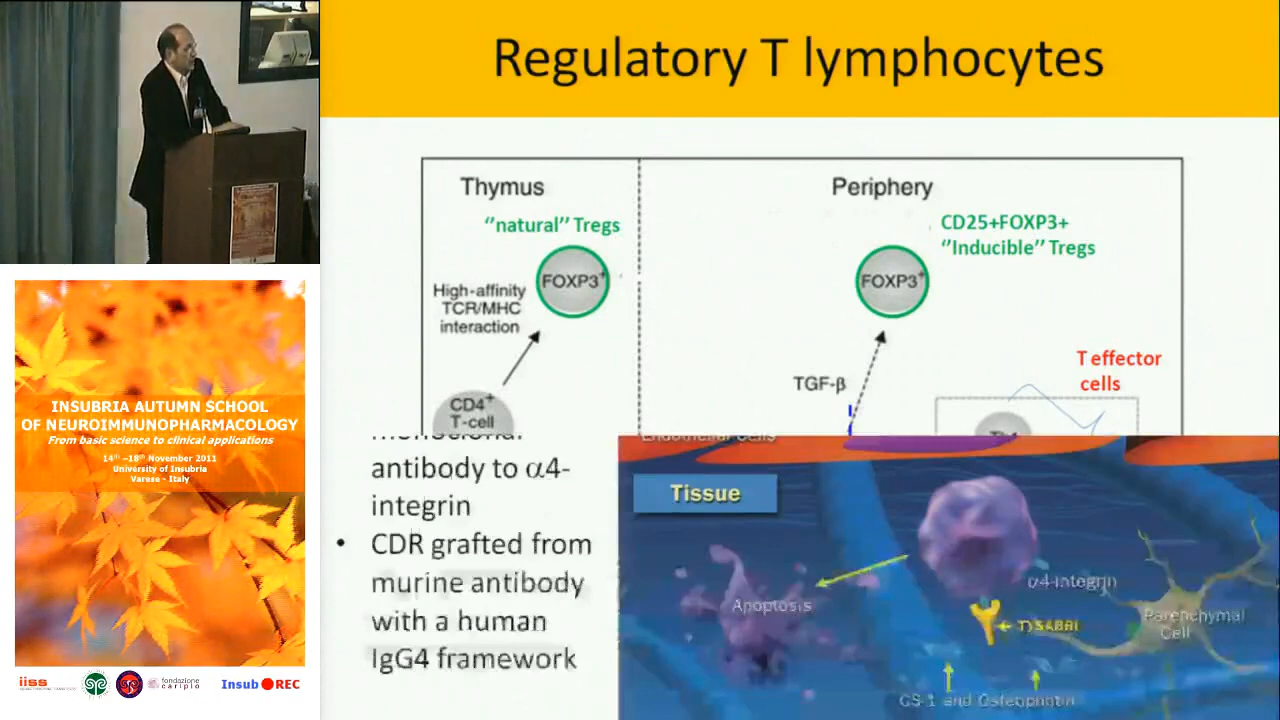 Regulatory T lymphocytes
Thymus
Periphery
"natural" Tregs
CD25+FOXP3+
"Inducible" Tregs
FOXP3+
FOXP3+
High-affinity
TCR/MHC
interaction
T effector
cells
TGF-β
CD4+
T-cell
monoclonal
antibody to α4-
integrin
• CDR grafted from
murine antibody
with a human
IgG4 framework
Endothelial Cells
Tissue
α4-integrin
Apoptosis
TYSABRI
Parenchymal
Cell
CS-1 and Osteopontin
INSUBRIA AUTUMN SCHOOL
OF NEUROIMMUNOPHARMACOLOGY
From basic science to clinical applications
14th –18th November 2011
University of Insubria
Varese - Italy
iiss
fondazione
cariplo
Insub REC